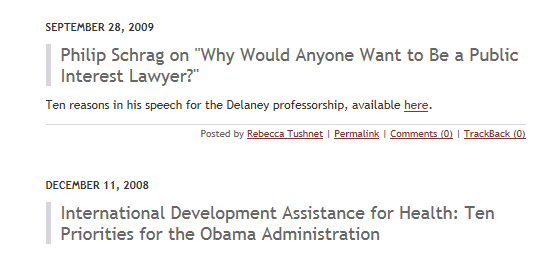 SEPTEMBER 28, 2009
Philip Schrag on "Why Would Anyone Want to Be a Public
Interest Lawyer?"
Ten reasons in his speech for the Delaney professorship, available here.
Posted by Rebecca Tushnet | Permalink | Comments (0) | TrackBack (0)
DECEMBER 11, 2008
International Development Assistance for Health: Ten
Priorities for the Obama Administration